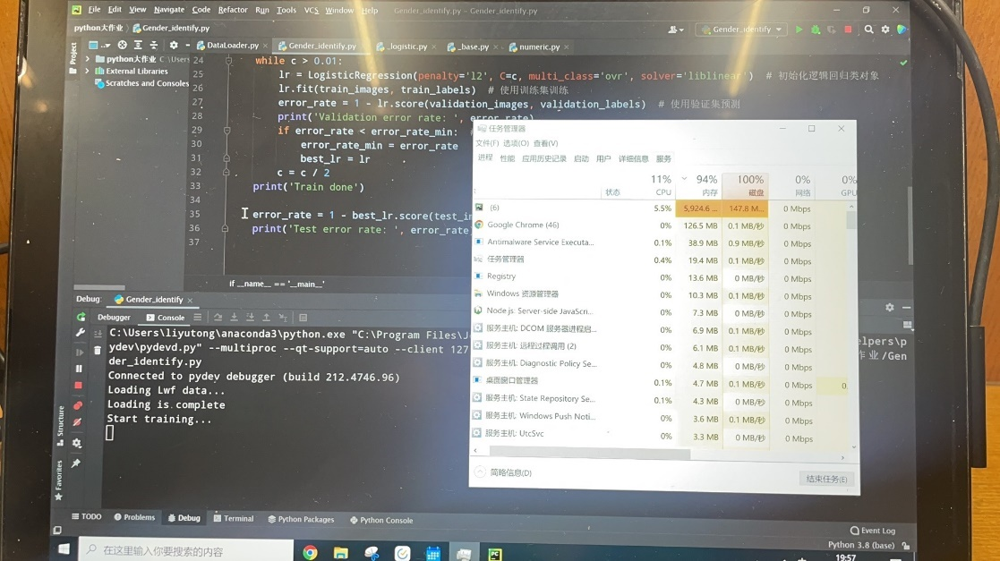 File Edit View Navigate Code Refactor Run Tools VCS Window Help Gender_identify.py - Gender_identify.py
python大作业 Gender_identify.py Gender_identify
Project DataLoader.py Gender_identify.py _logistic.py _base.py numeric.py
python大作业 C:\Users
External Libraries
Scratches and Consoles
24 while c > 0.01:
25 lr = LogisticRegression(penalty='l2', C=c, multi_class='ovr', solver='liblinear') # 初始化逻辑回归类对象
26 lr.fit(train_images, train_labels) # 使用训练集训练
27 error_rate = 1 - lr.score(validation_images, validation_labels) # 使用验证集预测
28 print('Validation error rate: ', error_rate)
29 if error_rate < error_rate_min: #
30 error_rate_min = error_rate
31 best_lr = lr
32 c = c / 2
33 print('Train done')
34
35 error_rate = 1 - best_lr.score(test_im
36 print('Test error rate: ', error_rate
37
if __name__ == '__main__'
任务管理器
文件(F) 选项(O) 查看(V)
进程 性能 应用历史记录 启动 用户 详细信息 服务
11% 94% 100% 0% 0%
状态 CPU 内存 磁盘 网络 GPU
(6) 5.5% 5,924.6 ... 147.8 M... 0 Mbps
Google Chrome (46) 0% 126.5 MB 0.1 MB/秒 0 Mbps
Antimalware Service Executa... 0.1% 38.9 MB 0.9 MB/秒 0 Mbps
任务管理器 0.4% 19.4 MB 0.1 MB/秒 0 Mbps
Registry 0% 13.6 MB 0.1 MB/秒 0 Mbps
Windows 资源管理器 0% 10.3 MB 0.1 MB/秒 0 Mbps
Node.js: Server-side JavaScri... 0% 7.3 MB 0 MB/秒 0 Mbps
服务主机: DCOM 服务器进程启... 0% 6.9 MB 0.1 MB/秒 0 Mbps
服务主机: 远程过程调用 (2) 0% 6.1 MB 0.1 MB/秒 0 Mbps
服务主机: Diagnostic Policy Se... 0% 4.8 MB 0 MB/秒 0 Mbps
桌面窗口管理器 0.1% 4.7 MB 0.1 MB/秒 0 Mbps 0.
服务主机: State Repository Se... 0.1% 4.3 MB 0 MB/秒 0 Mbps
服务主机: Windows Push Noti... 0% 3.6 MB 0.1 MB/秒 0 Mbps
服务主机: UtcSvc 0% 3.3 MB 0 MB/秒 0 Mbps
简略信息(D) 结束任务(E)
Debug: Gender_identify
Debugger Console
C:\Users\liyutong\anaconda3\python.exe "C:\Program Files\J elpers\p
ydev\pydevd.py" --multiproc --qt-support=auto --client 127 作业/Gen
der_identify.py
Connected to pydev debugger (build 212.4746.96)
Loading Lwf data...
Loading is complete
Start training...
Structure
Favorites
TODO Problems Debug Terminal Python Packages Python Console Event Log
Python 3.8 (base)
在这里输入你要搜索的内容 19:57